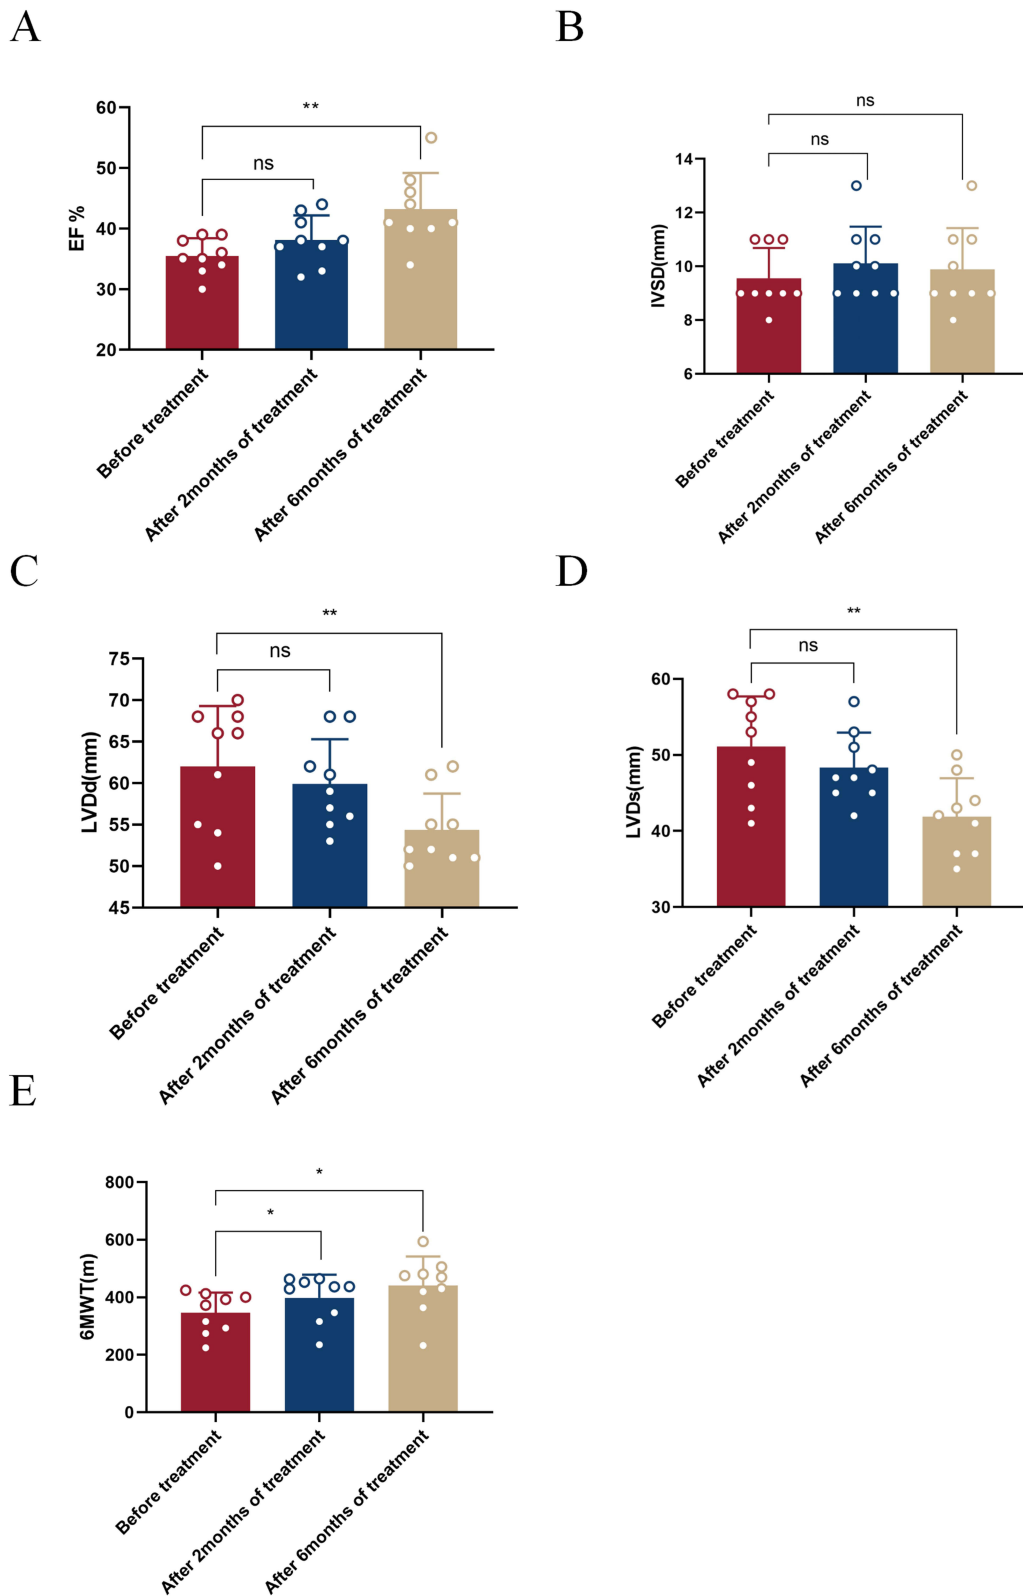 A
EF %
60
50
40
30
20
**
ns
Before treatment
After 2months of treatment
After 6months of treatment
B
IVSD(mm)
14
12
10
8
6
ns
ns
Before treatment
After 2months of treatment
After 6months of treatment
C
LVDd(mm)
75
70
65
60
55
50
45
**
ns
Before treatment
After 2months of treatment
After 6months of treatment
D
LVDs(mm)
60
50
40
30
**
ns
Before treatment
After 2months of treatment
After 6months of treatment
E
6MWT(m)
800
600
400
200
0
*
*
Before treatment
After 2months of treatment
After 6months of treatment